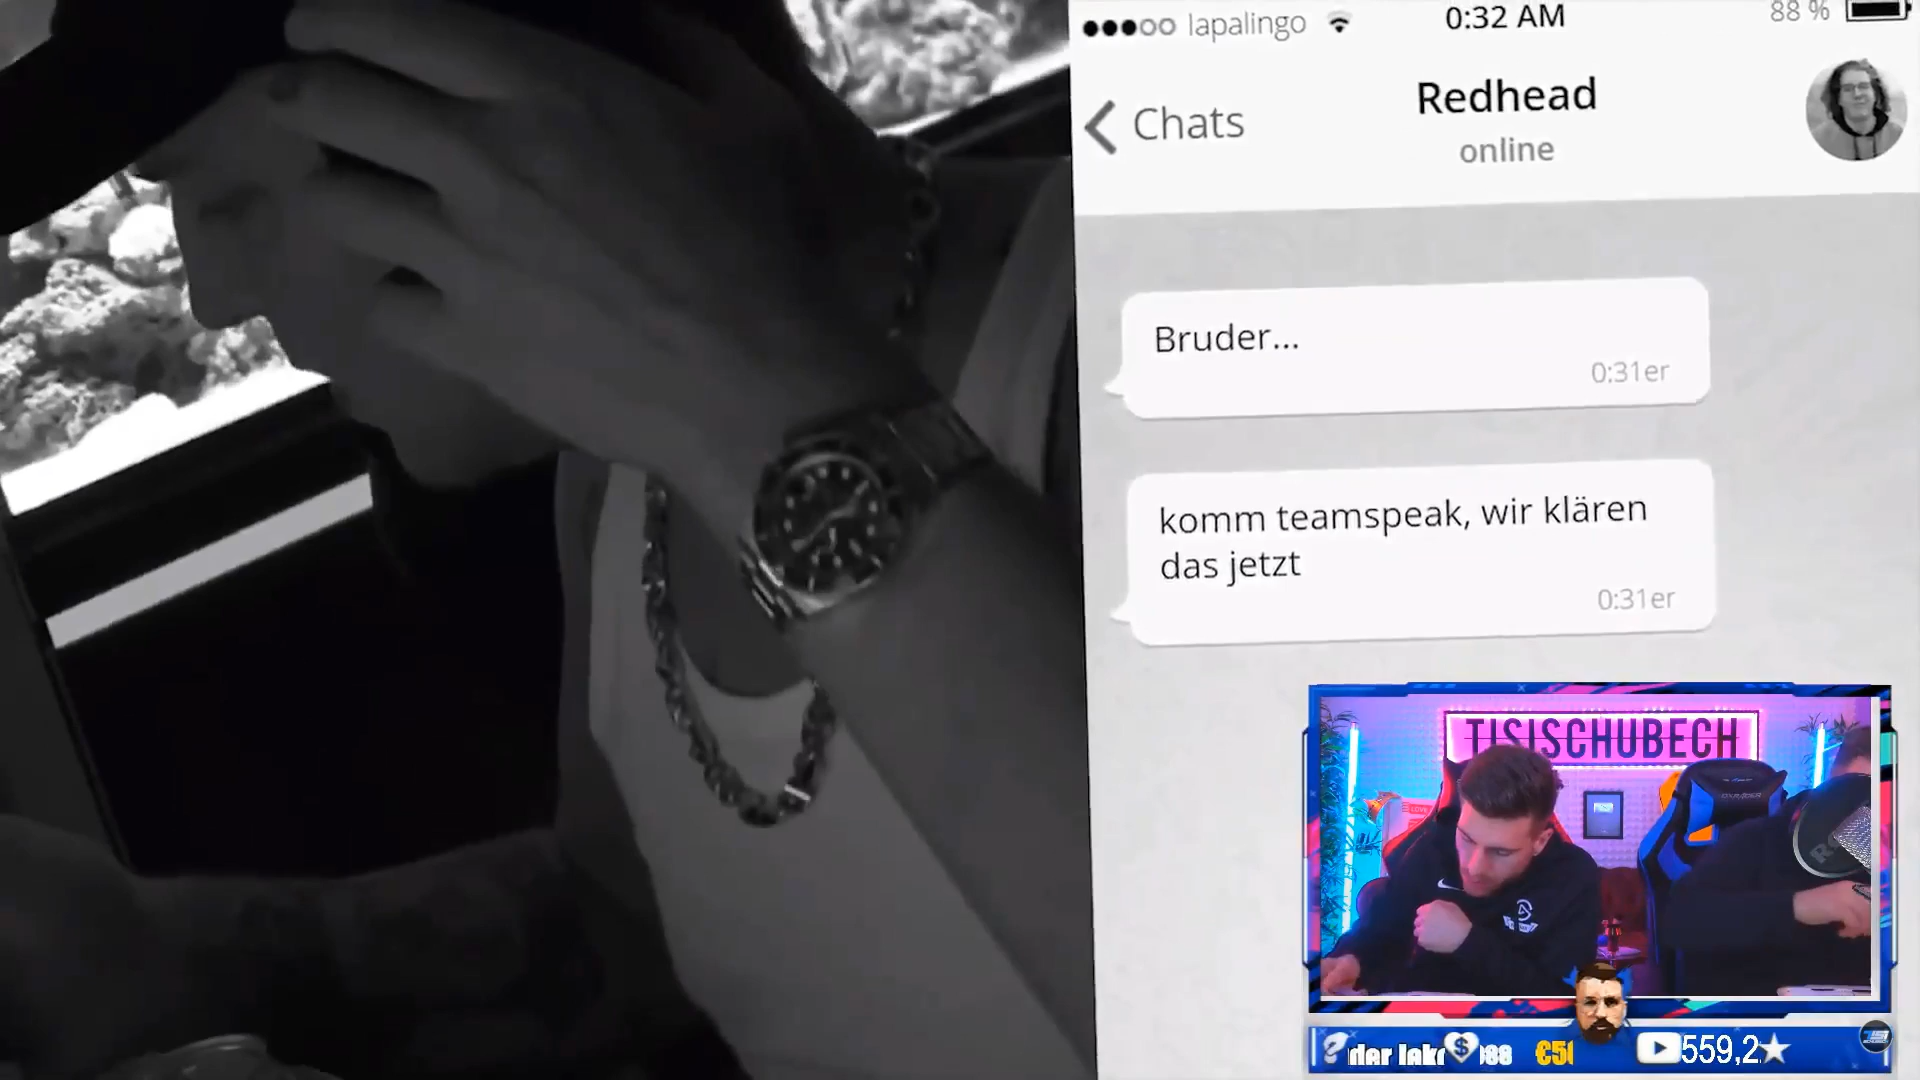 lapalingo
0:32 AM
88 %
Chats
Redhead
online
Bruder...
0:31er
komm teamspeak, wir klären
das jetzt
0:31er
TISISCHUBECH
559,2